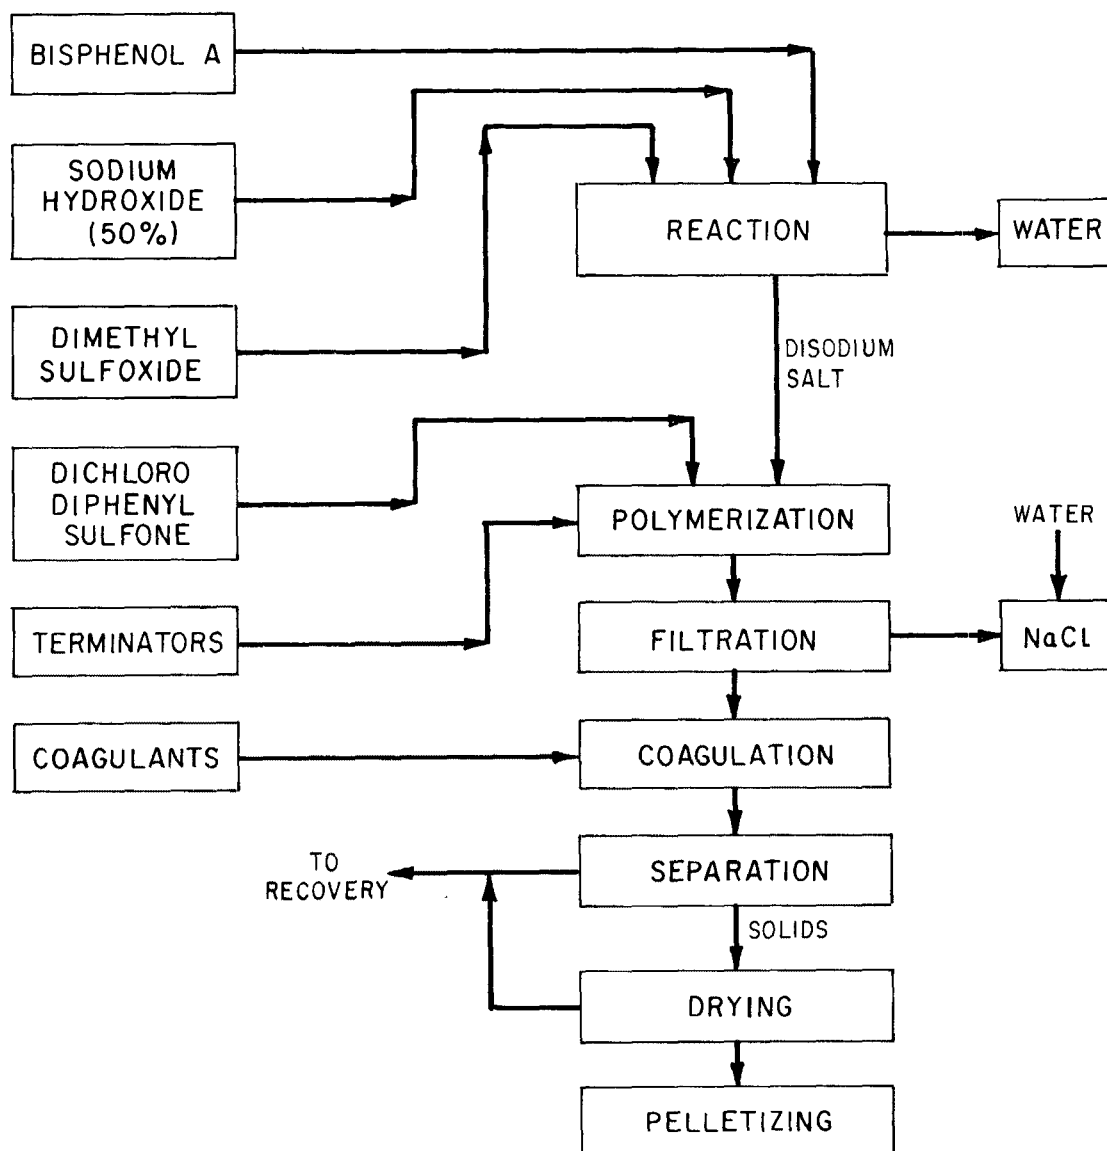 BISPHENOL A
SODIUM
HYDROXIDE
(50%)
REACTION
WATER
DIMETHYL
SULFOXIDE
DISODIUM
SALT
DICHLORO
DIPHENYL
SULFONE
POLYMERIZATION
WATER
TERMINATORS
FILTRATION
NaCl
COAGULANTS
COAGULATION
TO
RECOVERY
SEPARATION
SOLIDS
DRYING
PELLETIZING